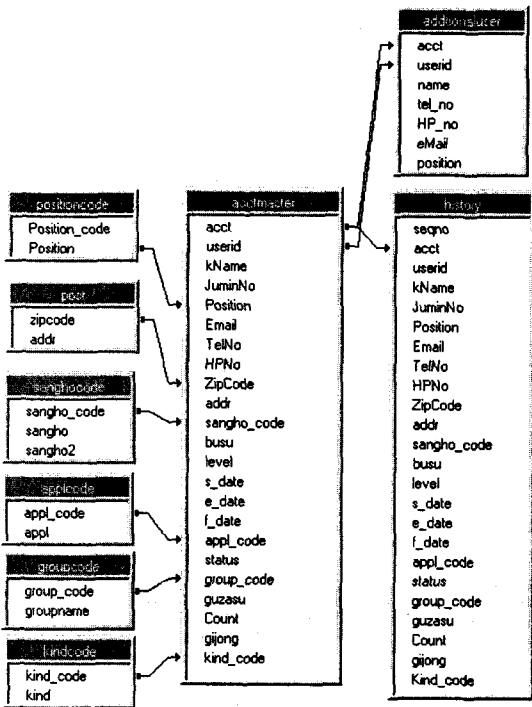 acct
userid
name
tel_no
HP_no
eMail
position
positioncode
Position_code
Position
post
zipcode
addr
sanghocode
sangho_code
sangho
sangho2
applcode
appl_code
appl
groupcode
group_code
groupname
kindcode
kind_code
kind
acctmaster
acct
userid
kName
JuminNo
Position
Email
TelNo
HPNo
ZipCode
addr
sangho_code
busu
level
s_date
e_date
f_date
appl_code
status
group_code
guzasu
Count
gijong
kind_code
history
seqno
acct
userid
kName
JuminNo
Position
Email
TelNo
HPNo
ZipCode
addr
sangho_code
busu
level
s_date
e_date
f_date
appl_code
status
group_code
guzasu
Count
gijong
Kind_code